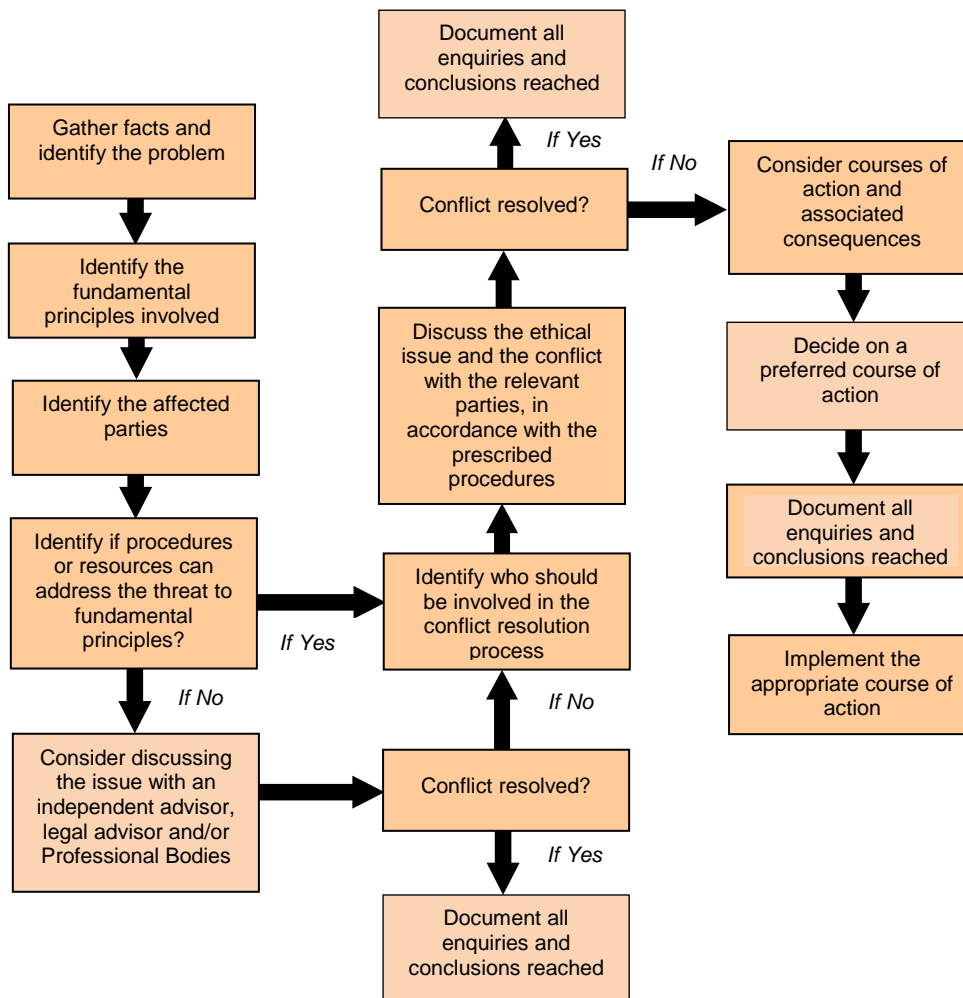 Gather facts and
identify the problem
Identify the
fundamental
principles involved
Identify the affected
parties
Identify if procedures
or resources can
address the threat to
fundamental
principles?
If Yes
If No
Consider discussing
the issue with an
independent advisor,
legal advisor and/or
Professional Bodies
Document all
enquiries and
conclusions reached
If Yes
Conflict resolved?
If No
Discuss the ethical
issue and the conflict
with the relevant
parties, in
accordance with the
prescribed
procedures
Identify who should
be involved in the
conflict resolution
process
If No
Conflict resolved?
If Yes
Document all
enquiries and
conclusions reached
Consider courses of
action and
associated
consequences
Decide on a
preferred course of
action
Document all
enquiries and
conclusions reached
Implement the
appropriate course of
action